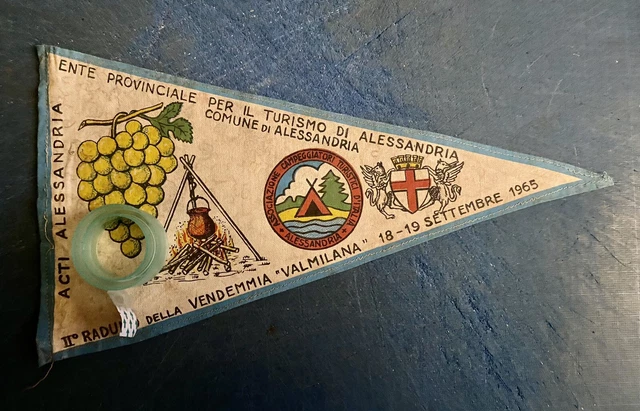 ENTE PROVINCIALE PER IL TURISMO DI ALESSANDRIA
COMUNE DI ALESSANDRIA
ACTI ALESSANDRIA
ASSOCIAZIONE CAMPEGGIATORI TURISTICI D'ITALIA
ALESSANDRIA
II° DELLA VENDEMMIA "VALMILANA" 18-19 SETTEMBRE 1965